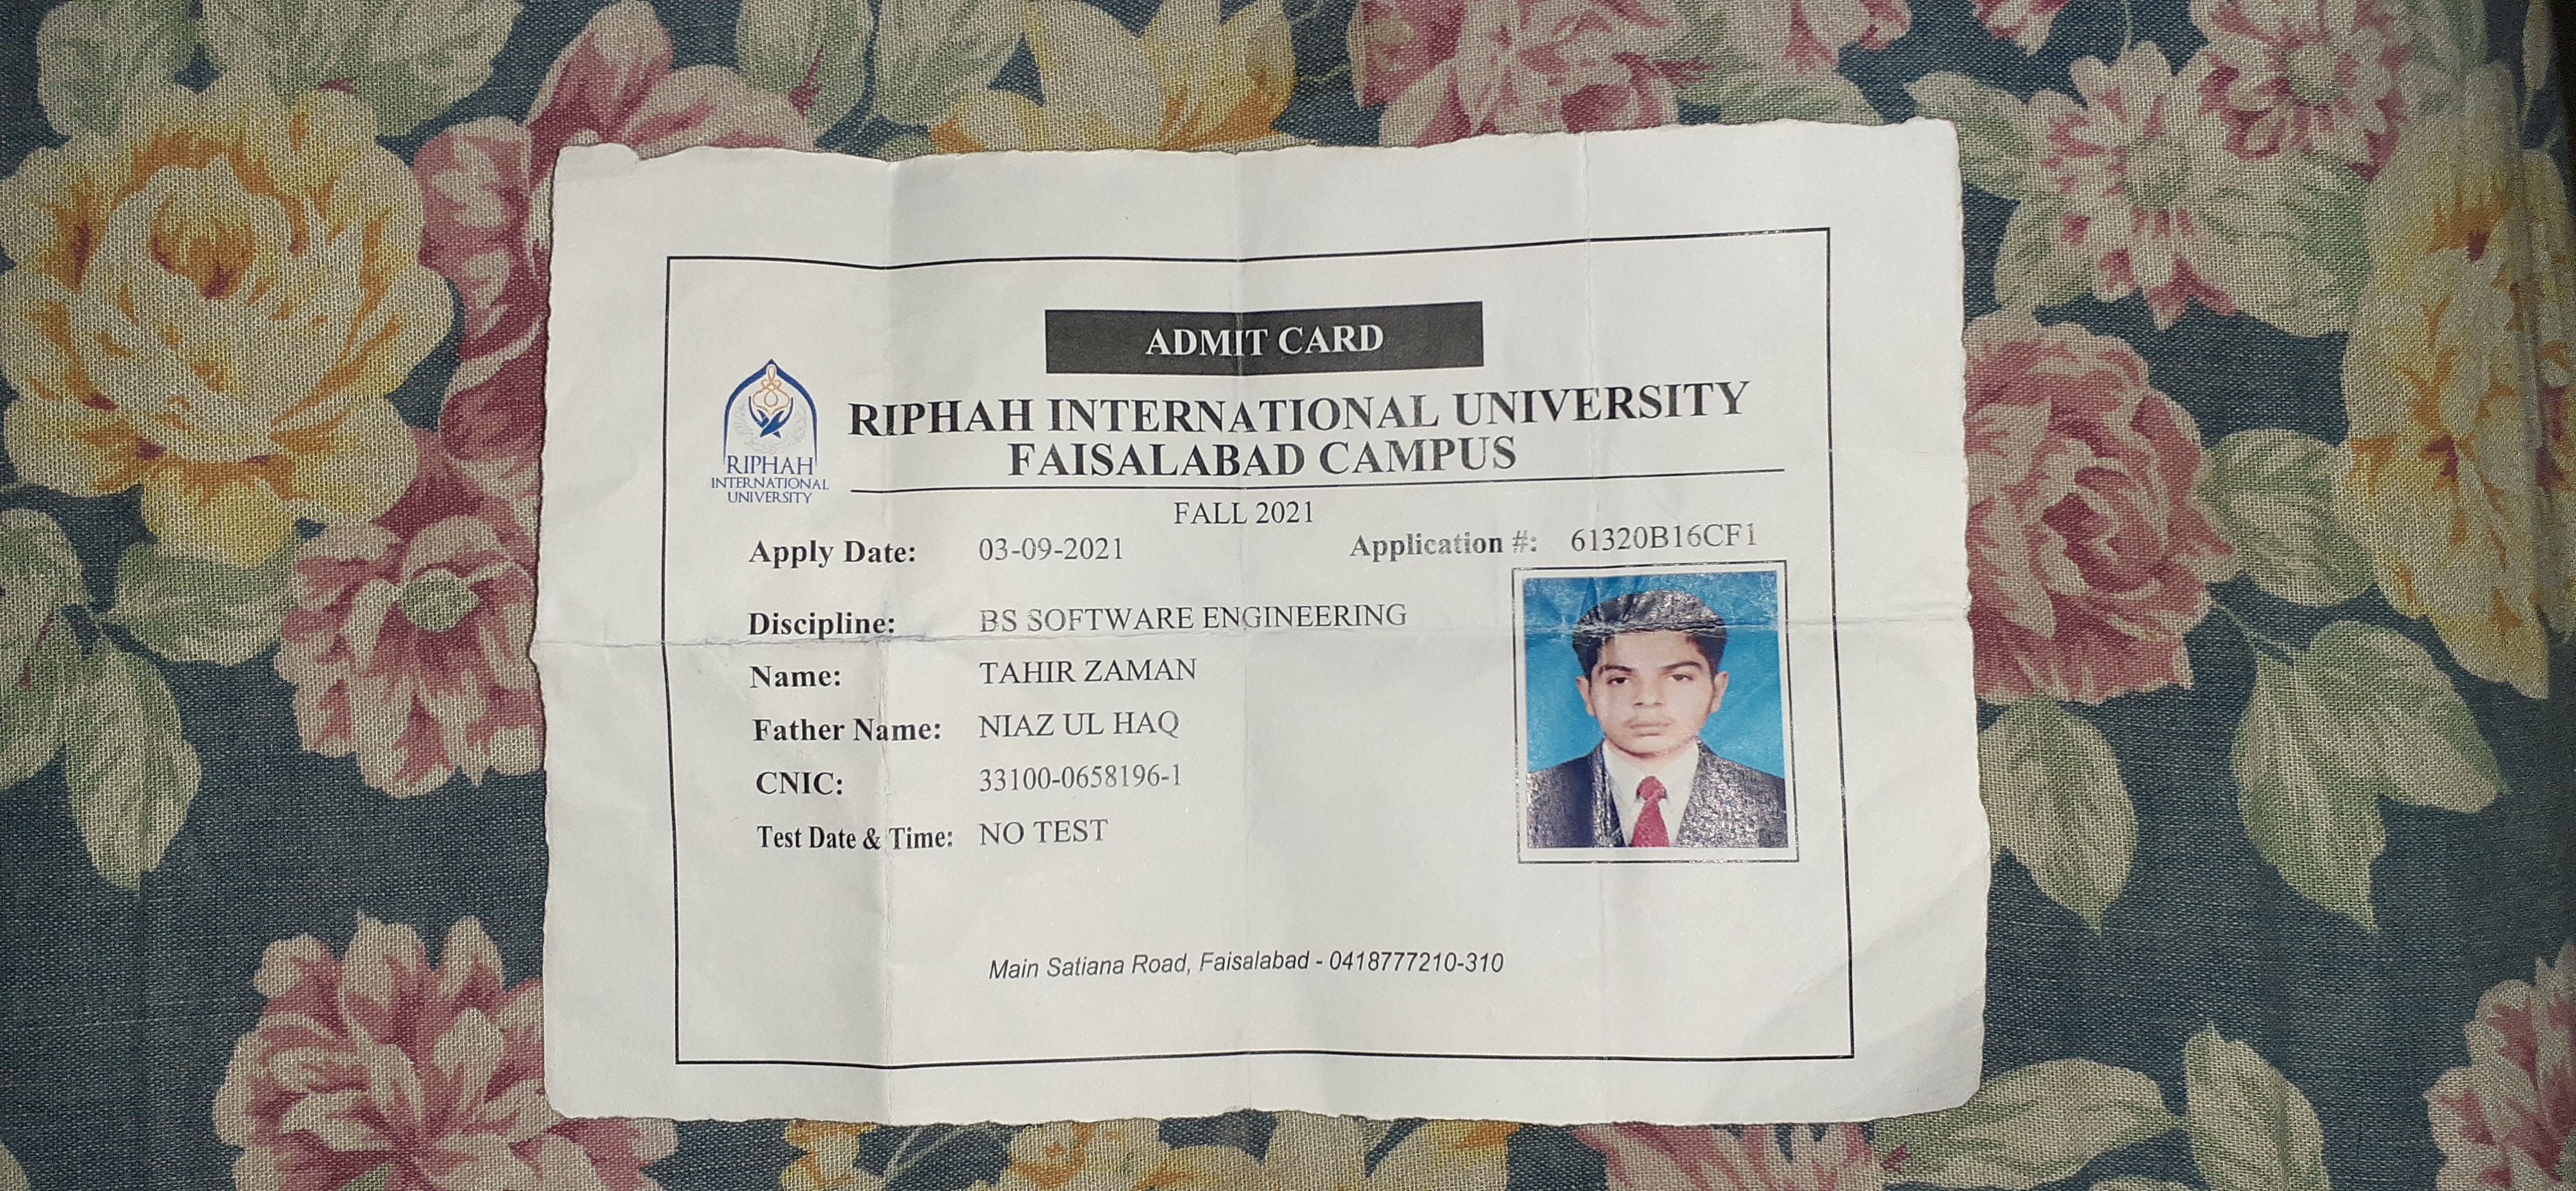 ADMIT CARD
RIPHAH INTERNATIONAL UNIVERSITY
FAISALABAD CAMPUS
RIPHAH
INTERNATIONAL
UNIVERSITY
FALL 2021
Apply Date: 03-09-2021 Application #: 61320B16CF1
Discipline: BS SOFTWARE ENGINEERING
Name: TAHIR ZAMAN
Father Name: NIAZ UL HAQ
CNIC: 33100-0658196-1
Test Date & Time: NO TEST
Main Satiana Road, Faisalabad - 0418777210-310